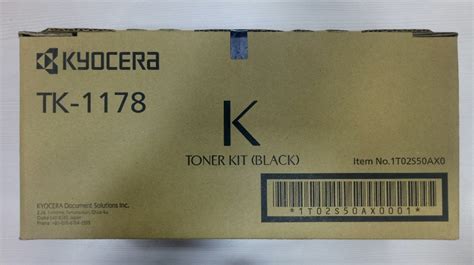 KYOCERA
TK-1178
K
TONER KIT (BLACK)
Item No.1T02S50AX0
KYOCERA Document Solutions Inc.
*1T02S50AX0001*